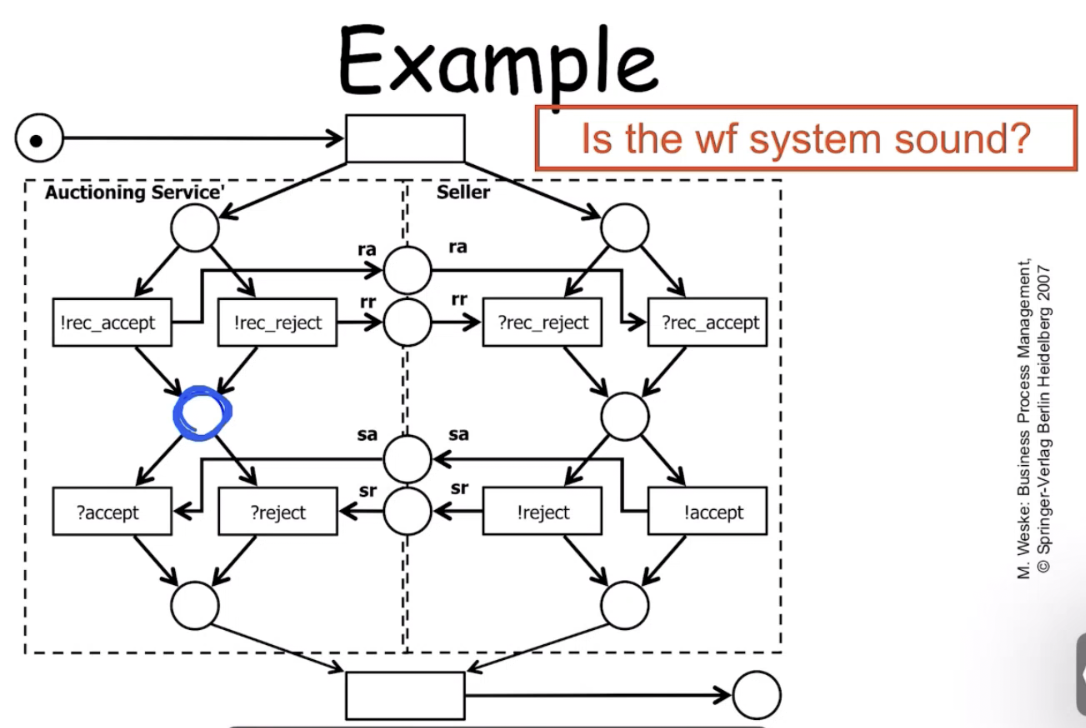 Example
Is the wf system sound?
Auctioning Service'
Seller
ra
ra
rr
rr
!rec_accept
!rec_reject
?rec_reject
?rec_accept
sa
sa
sr
sr
?accept
?reject
!reject
!accept
M. Weske: Business Process Management,
© Springer-Verlag Berlin Heidelberg 2007